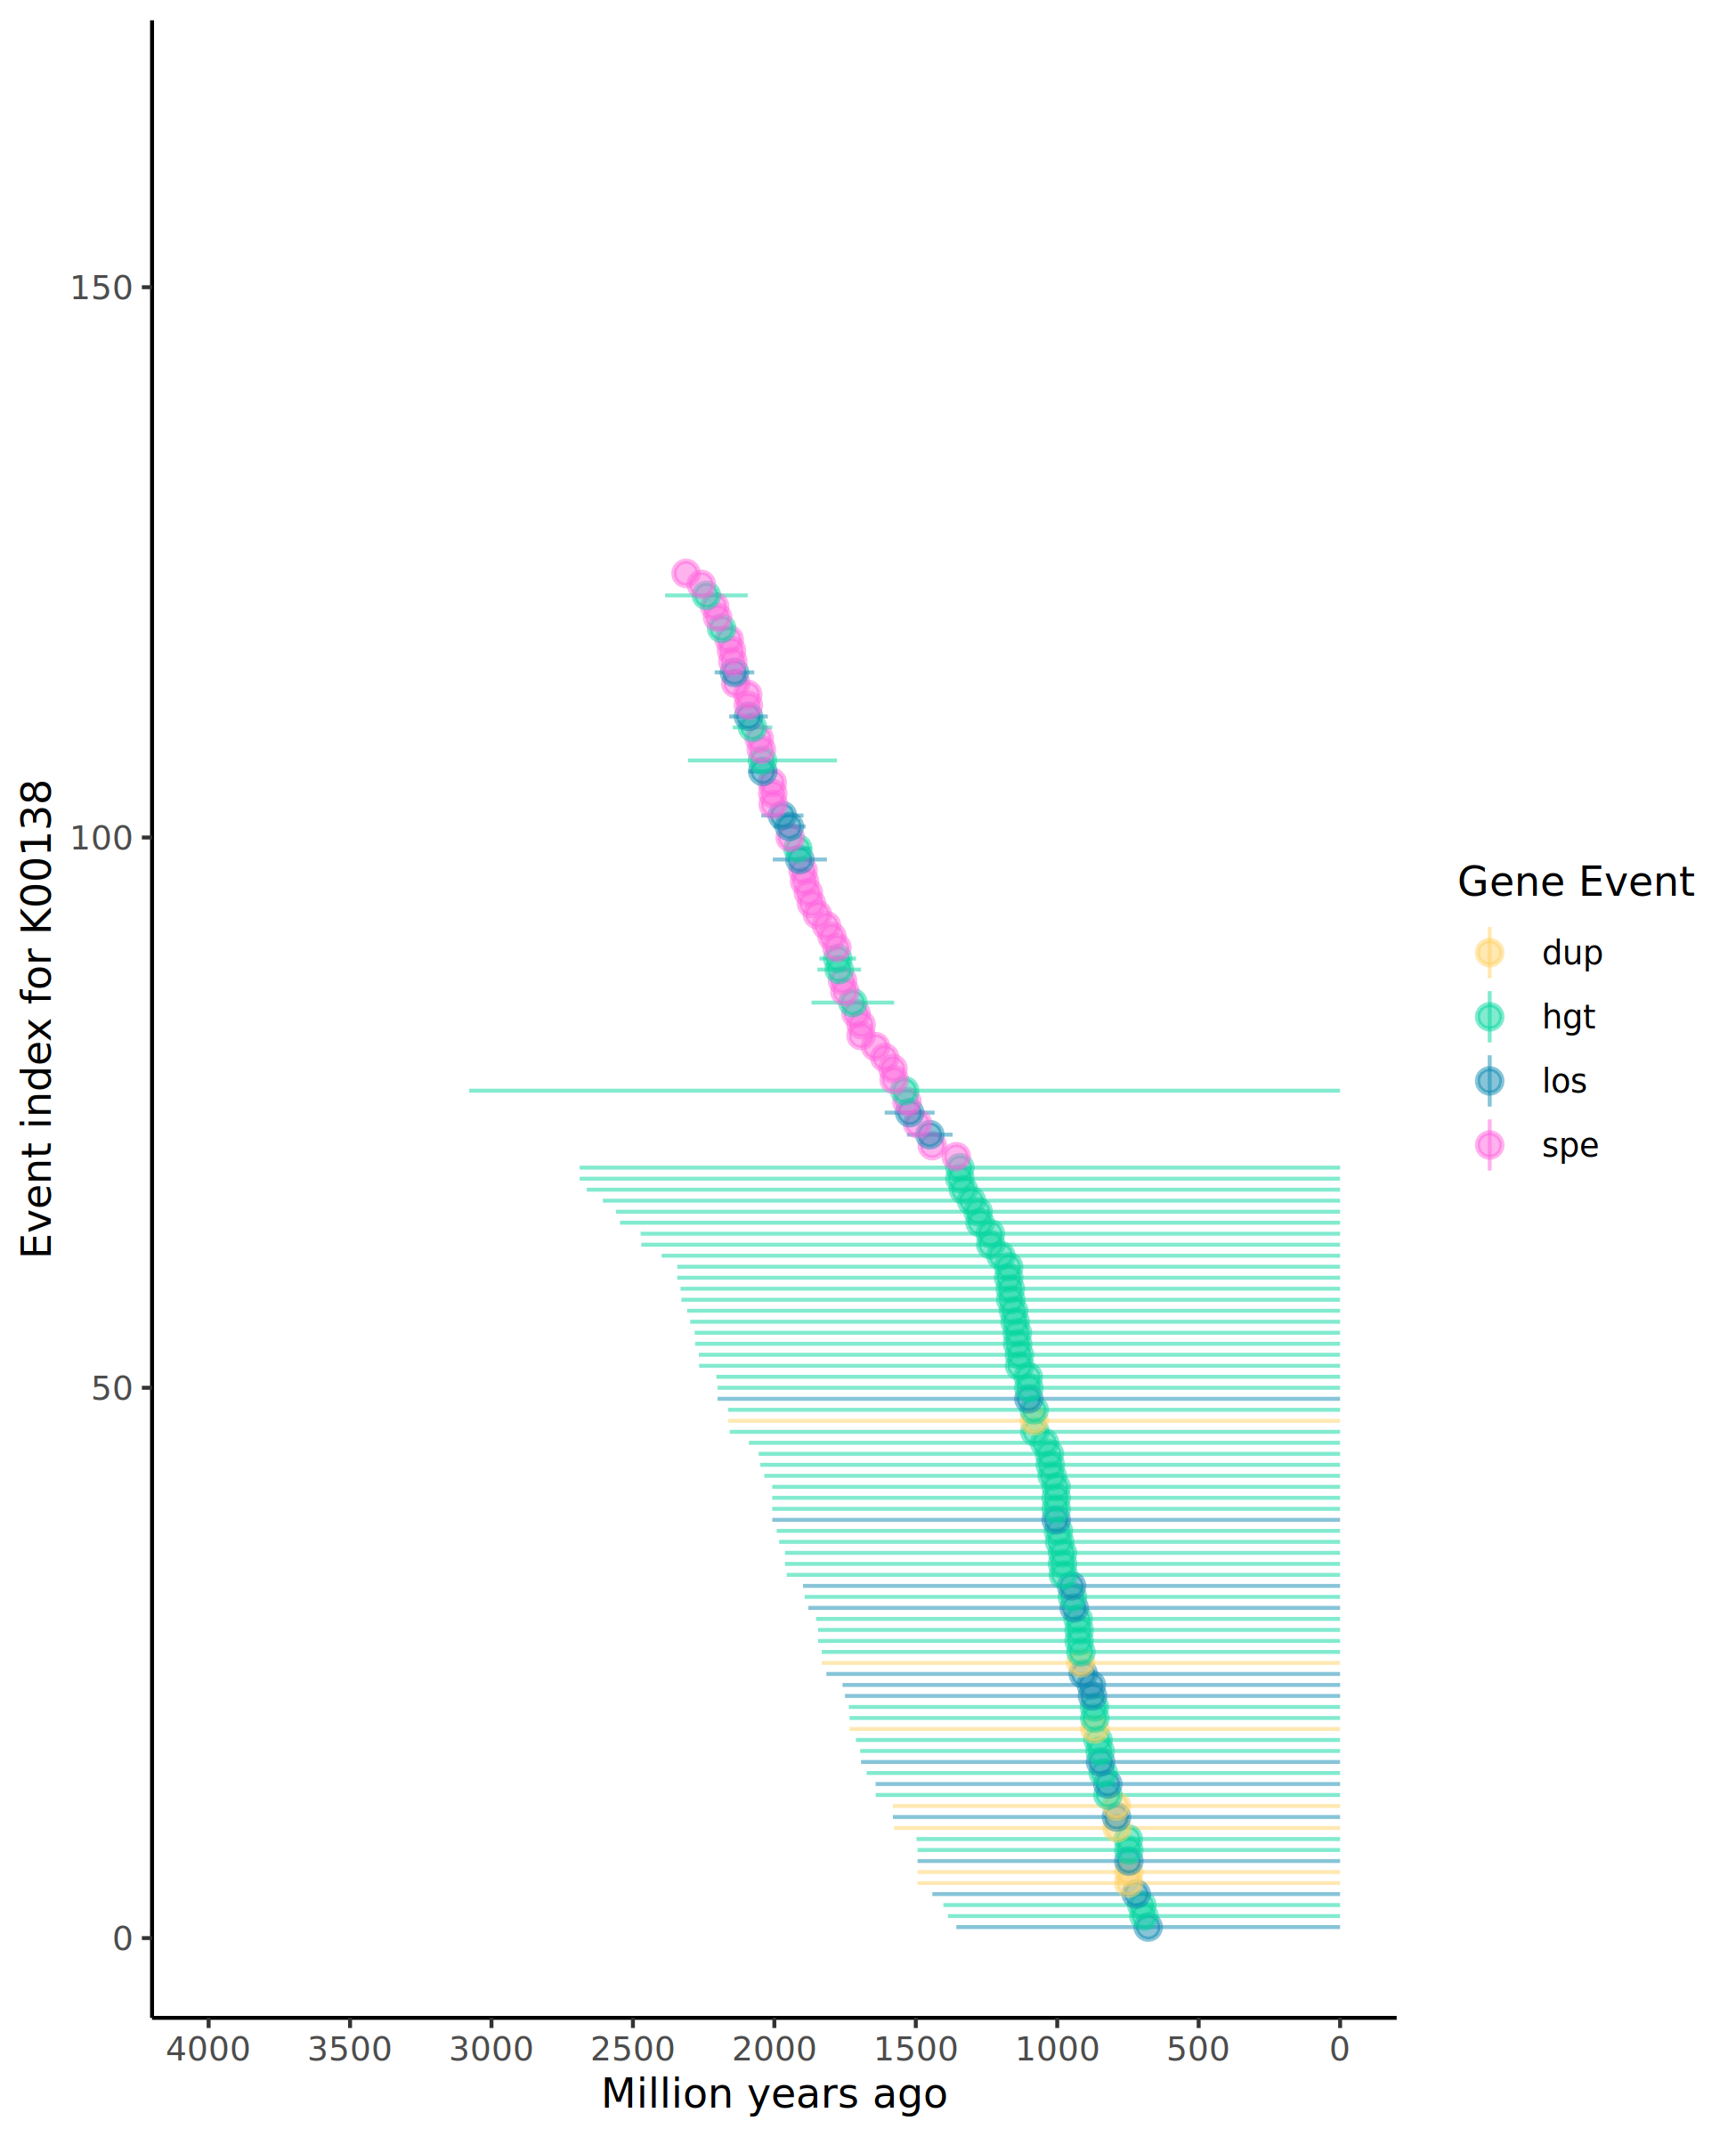 Event index for K00138
150
100
50
0
4000 3500 3000 2500 2000 1500 1000 500 0
Million years ago
Gene Event
dup
hgt
los
spe